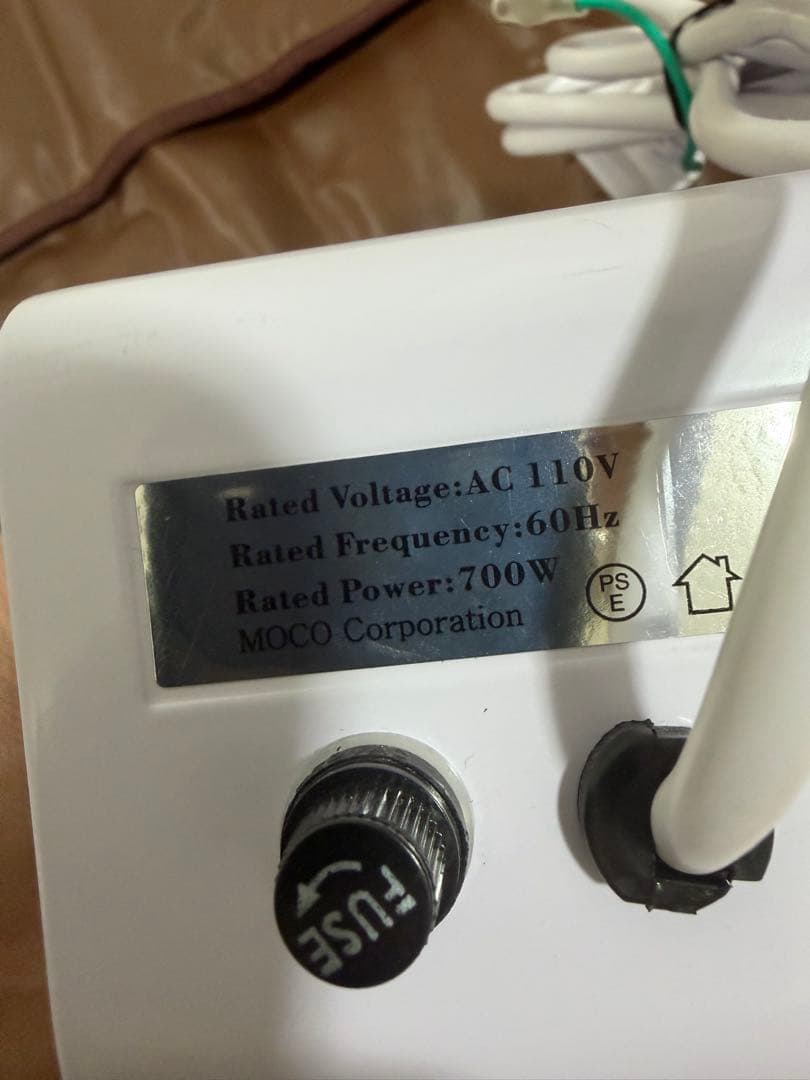 Rated Voltage:AC 110V
Rated Frequency:60Hz
Rated Power:700W
MOCO Corporation
PS
E
FUSE